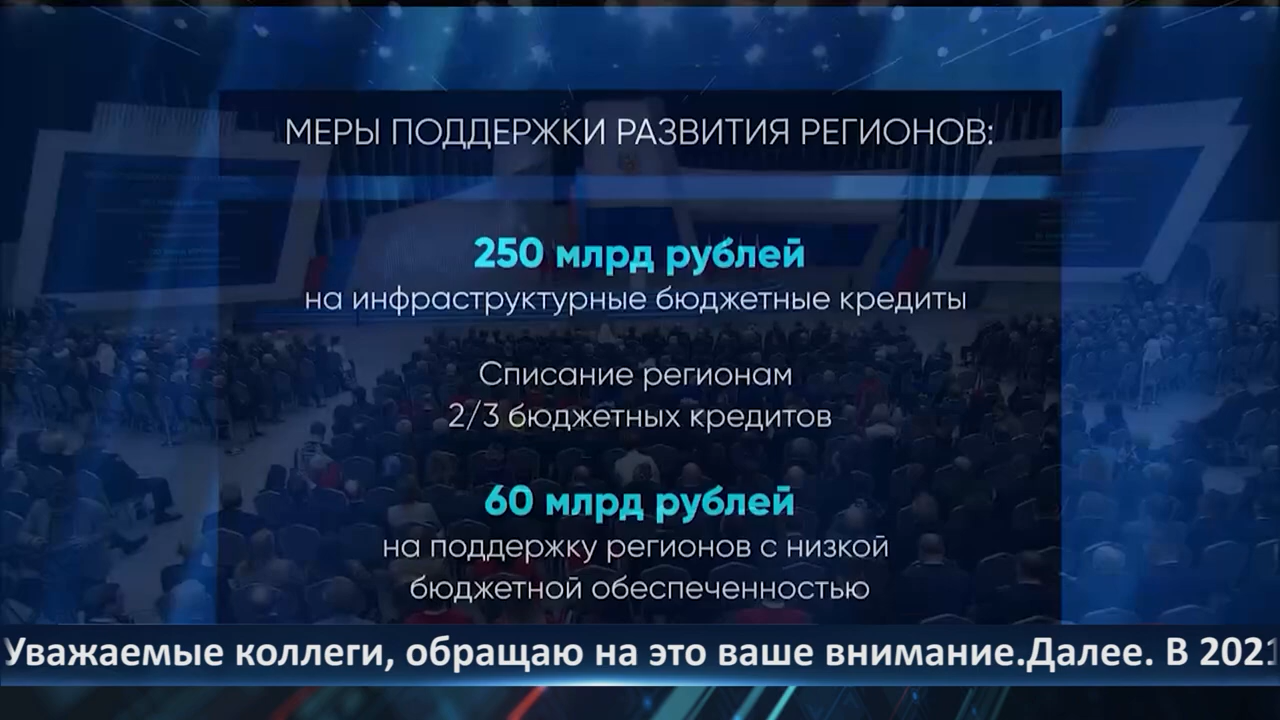 МЕРЫ ПОДДЕРЖКИ РАЗВИТИЯ РЕГИОНОВ:
250 млрд рублей
на инфраструктурные бюджетные кредиты
Списание регионам
2/3 бюджетных кредитов
60 млрд рублей
на поддержку регионов с низкой
бюджетной обеспеченностью
Уважаемые коллеги, обращаю на это ваше внимание.Далее. В 2021